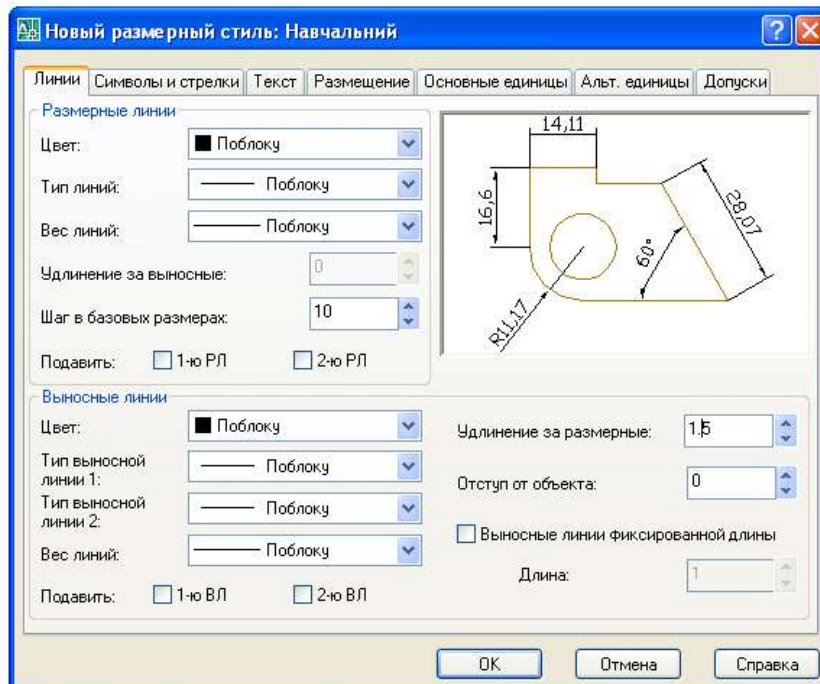 Новый размерный стиль: Навчальний
Линии Символы и стрелки Текст Размещение Основные единицы Альт. единицы Допуски
Размерные линии
Цвет: Поблоку
Тип линий: Поблоку
Вес линий: Поблоку
Удлинение за выносные: 0
Шаг в базовых размерах: 10
Подавить: 1-ю РЛ 2-ю РЛ
14,11
16,6
28,07
60°
R11,17
Выносные линии
Цвет: Поблоку
Тип выносной линии 1: Поблоку
Тип выносной линии 2: Поблоку
Вес линий: Поблоку
Подавить: 1-ю ВЛ 2-ю ВЛ
Удлинение за размерные: 1.5
Отступ от объекта: 0
Выносные линии фиксированной длины
Длина: 1
OK Отмена Справка